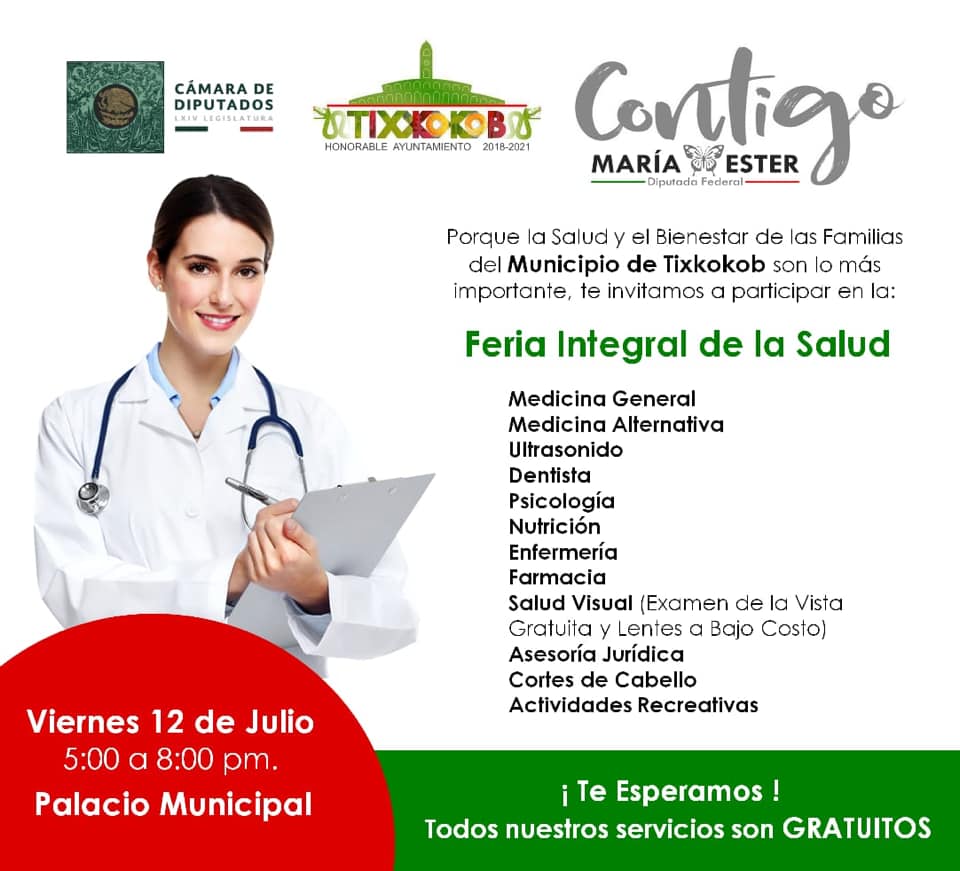 CÁMARA DE
DIPUTADOS
LXIV LEGISLATURA
TIXXKOKOB
HONORABLE AYUNTAMIENTO 2018-2021
Contigo
MARÍA ESTER
Diputada Federal
Porque la Salud y el Bienestar de las Familias
del Municipio de Tixkokob son lo más
importante, te invitamos a participar en la:
Feria Integral de la Salud
Medicina General
Medicina Alternativa
Ultrasonido
Dentista
Psicología
Nutrición
Enfermería
Farmacia
Salud Visual (Examen de la Vista
Gratuita y Lentes a Bajo Costo)
Asesoría Jurídica
Cortes de Cabello
Actividades Recreativas
Viernes 12 de Julio
5:00 a 8:00 pm.
Palacio Municipal
¡ Te Esperamos !
Todos nuestros servicios son GRATUITOS